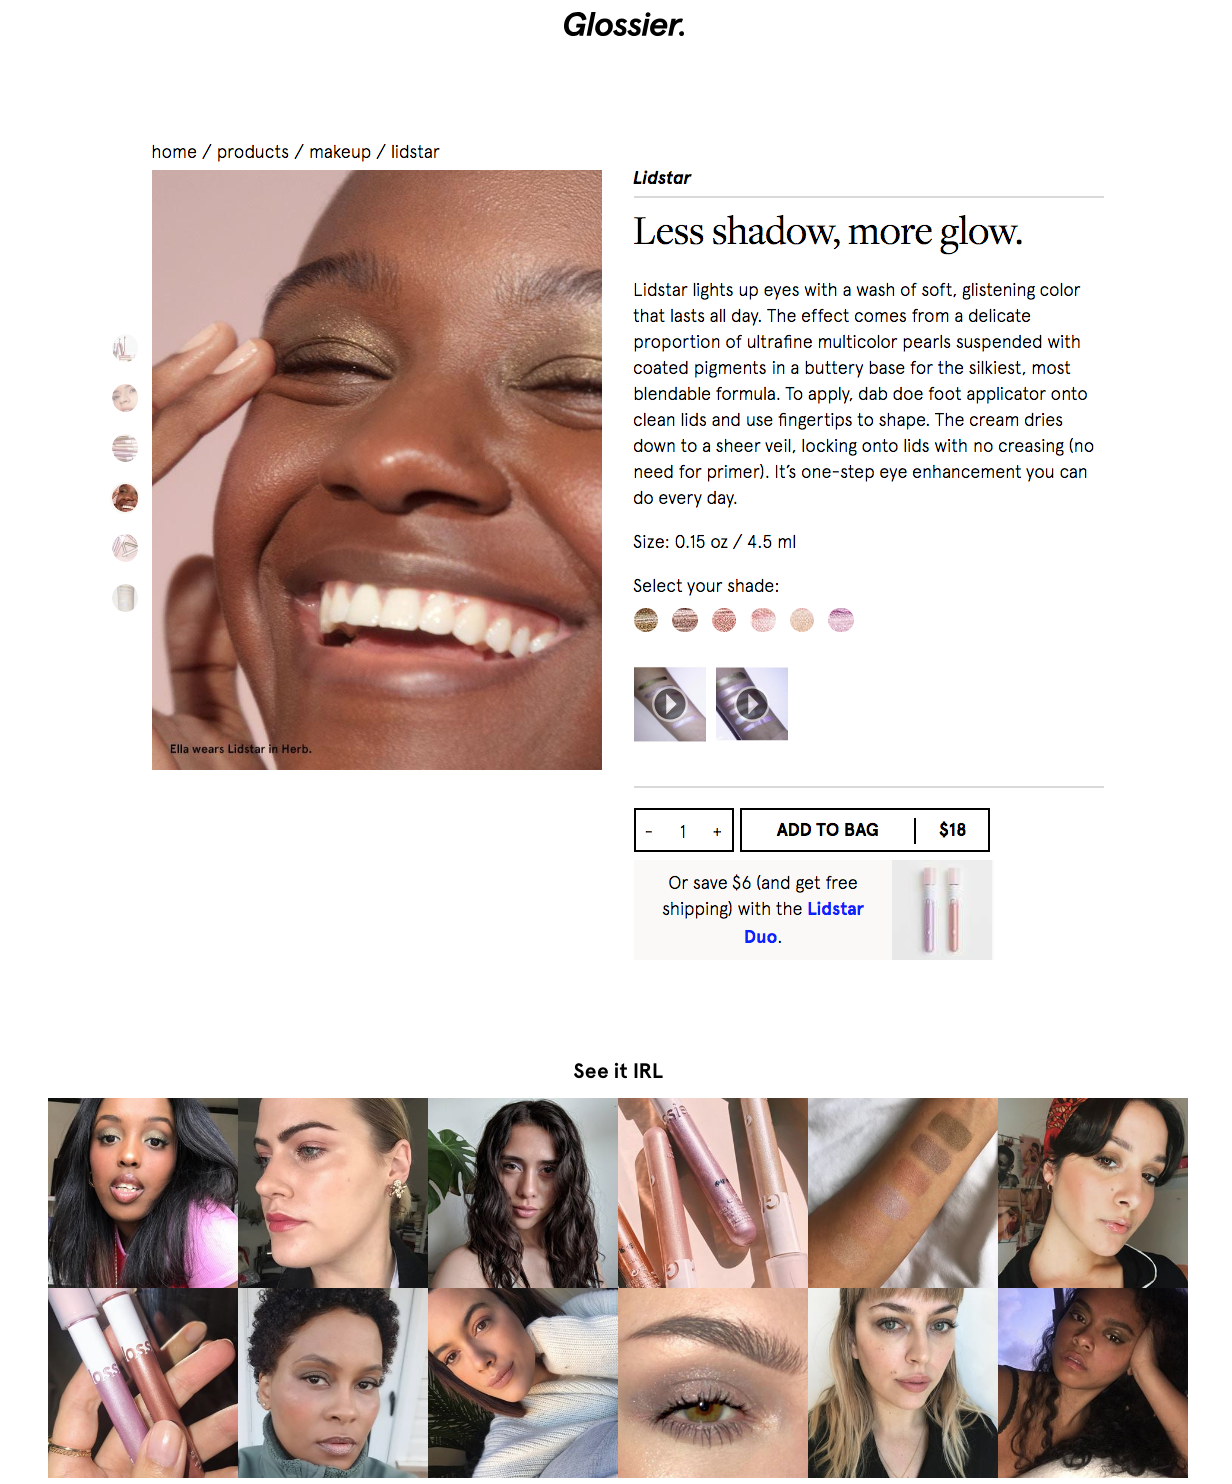 Glossier.
home / products / makeup / lidstar
Lidstar
Less shadow, more glow.
Lidstar lights up eyes with a wash of soft, glistening color
that lasts all day. The effect comes from a delicate
proportion of ultrafine multicolor pearls suspended with
coated pigments in a buttery base for the silkiest, most
blendable formula. To apply, dab doe foot applicator onto
clean lids and use fingertips to shape. The cream dries
down to a sheer veil, locking onto lids with no creasing (no
need for primer). It’s one-step eye enhancement you can
do every day.
Size: 0.15 oz / 4.5 ml
Select your shade:
Ella wears Lidstar in Herb.
- 1 +
ADD TO BAG | $18
Or save $6 (and get free
shipping) with the Lidstar
Duo.
See it IRL